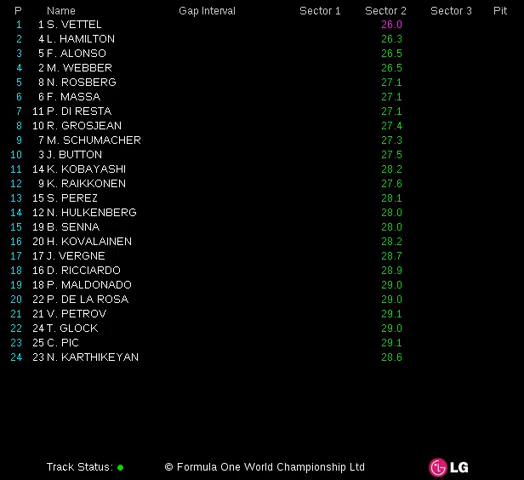 P Name Gap Interval Sector 1 Sector 2 Sector 3 Pit
1 1 S. VETTEL 26.0
2 4 L. HAMILTON 26.3
3 5 F. ALONSO 26.5
4 2 M. WEBBER 26.5
5 8 N. ROSBERG 27.1
6 6 F. MASSA 27.1
7 11 P. DI RESTA 27.1
8 10 R. GROSJEAN 27.4
9 7 M. SCHUMACHER 27.3
10 3 J. BUTTON 27.5
11 14 K. KOBAYASHI 28.2
12 9 K. RAIKKONEN 27.6
13 15 S. PEREZ 28.1
14 12 N. HULKENBERG 28.0
15 19 B. SENNA 28.0
16 20 H. KOVALAINEN 28.2
17 17 J. VERGNE 28.7
18 16 D. RICCIARDO 28.9
19 18 P. MALDONADO 29.0
20 22 P. DE LA ROSA 29.0
21 21 V. PETROV 29.1
22 24 T. GLOCK 29.0
23 25 C. PIC 29.1
24 23 N. KARTHIKEYAN 28.6
Track Status: © Formula One World Championship Ltd LG